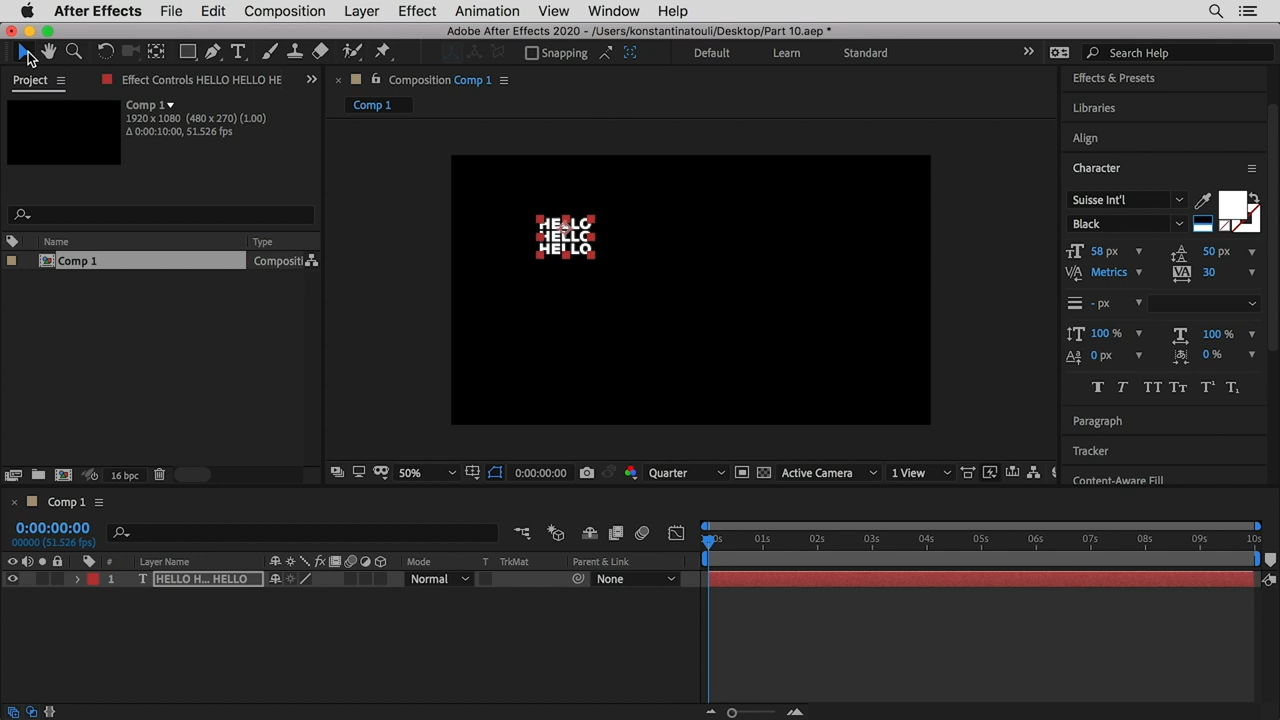 After Effects File Edit Composition Layer Effect Animation View Window Help
Adobe After Effects 2020 - /Users/konstantinatouli/Desktop/Part 10.aep *
Snapping Default Learn Standard Search Help
Project Effect Controls HELLO HELLO HE
Composition Comp 1
Comp 1
Comp 1
1920 x 1080 (480 x 270) (1.00)
Δ 0:00:10:00, 51.526 fps
Name Type
Comp 1 Compositi
16 bpc
HELLO
HELLO
HELLO
50% 0:00:00:00 Quarter Active Camera 1 View
Effects & Presets
Libraries
Align
Character
Suisse Int'l
Black
58 px 50 px
Metrics 30
- px
100 % 100 %
0 px 0 %
T T TT Tt T¹ T₁
Paragraph
Tracker
Content-Aware Fill
Comp 1
0:00:00:00
00000 (51.526 fps)
01s 02s 03s 04s 05s 06s 07s 08s 09s 10s
# Layer Name fx Mode T TrkMat Parent & Link
1 T HELLO H... HELLO Normal None